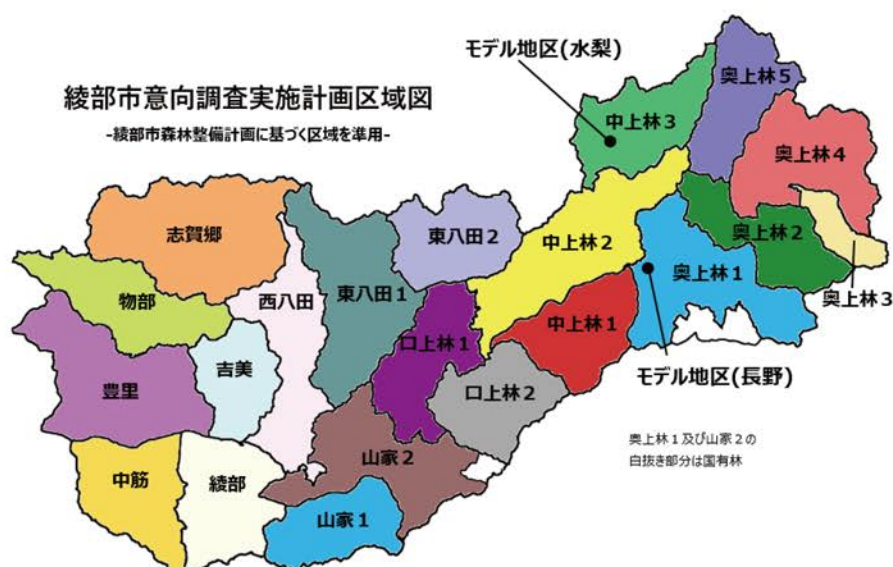 綾部市意向調査実施計画区域図
-綾部市森林整備計画に基づく区域を準用-
モデル地区(水梨)
奥上林5
中上林3
奥上林4
志賀郷
東八田2
中上林2
奥上林2
物部
西八田
東八田1
奥上林1
奥上林3
口上林1
中上林1
吉美
豊里
口上林2
モデル地区(長野)
奥上林1及び山家2の
白抜き部分は国有林
山家2
中筋
綾部
山家1